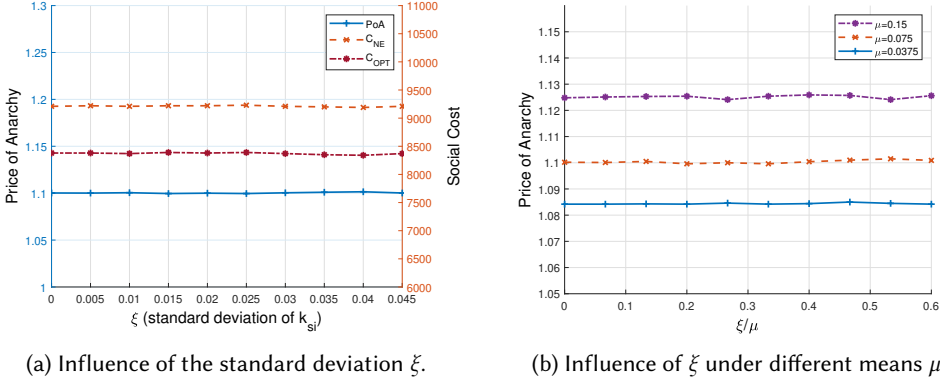 1.3
1.25
1.2
1.15
1.1
1.05
1
Price of Anarchy
11000
10500
10000
9500
9000
8500
8000
7500
7000
6500
6000
Social Cost
PoA
C_NE
C_OPT
0 0.005 0.01 0.015 0.02 0.025 0.03 0.035 0.04 0.045
ξ (standard deviation of k_si)
(a) Influence of the standard deviation ξ.
1.15
1.14
1.13
1.12
1.11
1.1
1.09
1.08
1.07
1.06
1.05
Price of Anarchy
μ=0.15
μ=0.075
μ=0.0375
0 0.1 0.2 0.3 0.4 0.5 0.6
ξ/μ
(b) Influence of ξ under different means μ